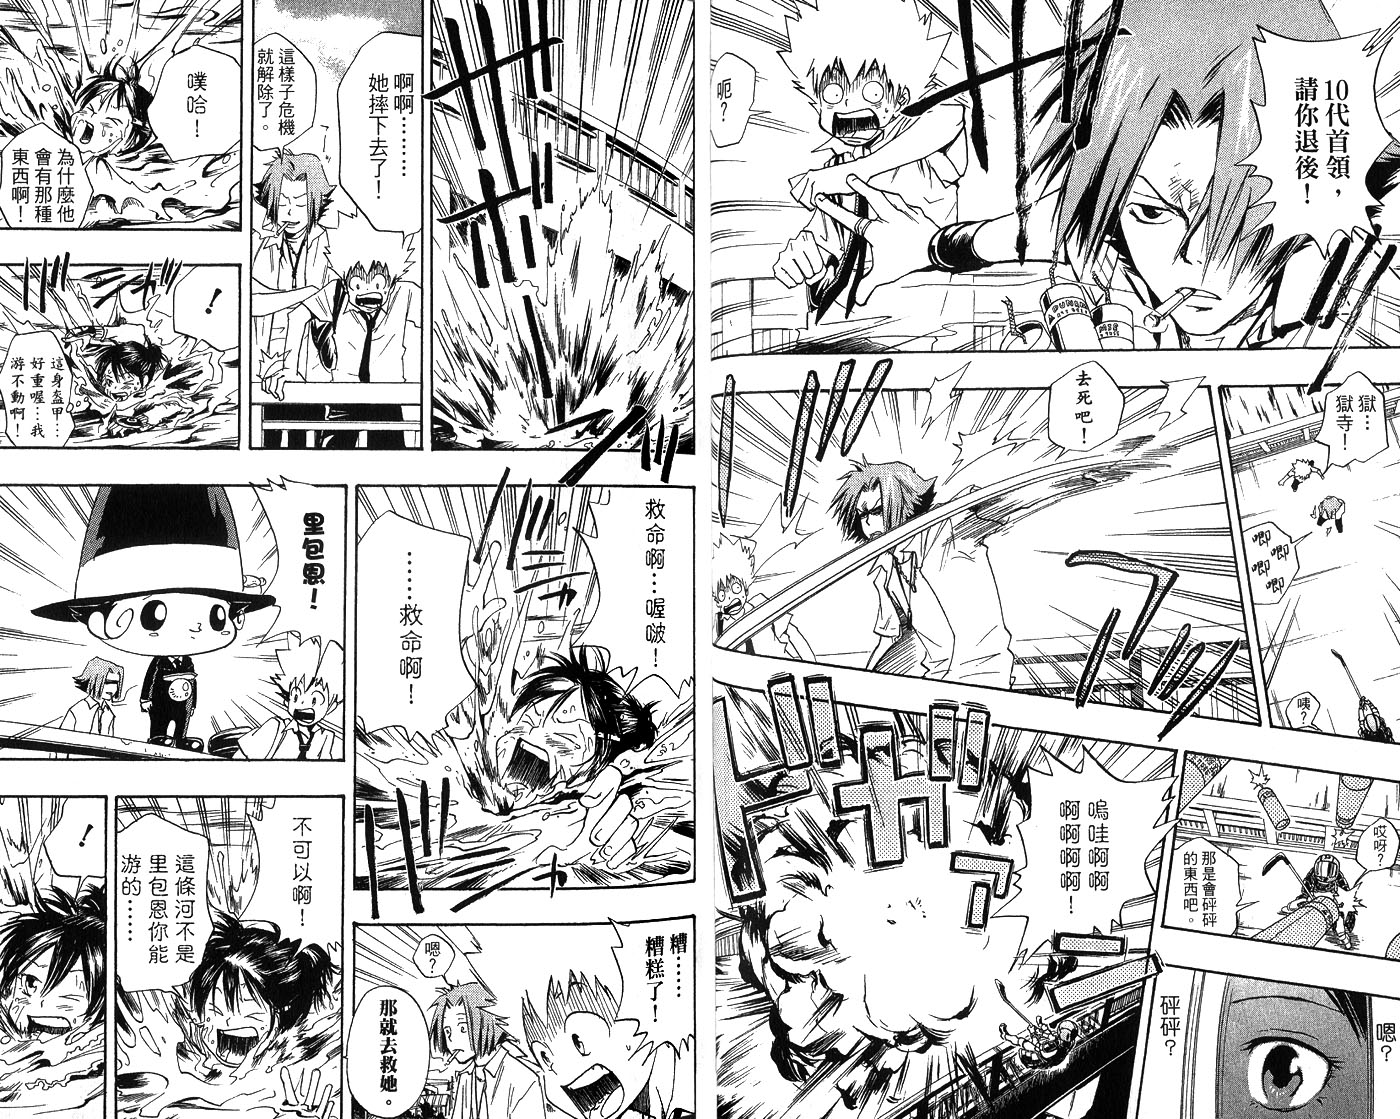 10代首領，
請你退後！
呃？
獄…
獄寺！
唧
唧
唧
唧
唧
咦？
去死吧！
哎呀？
那是會砰砰
的東西吧。
嗯？
砰砰？
嗚哇啊啊
啊啊啊啊！
啊啊………
她摔下去了！
這樣子危機
就解除了。
噗哈！
為什麼他
會有那種
東西啊！
！
這身盔甲…
好重喔…我
游不動啊！
救命啊…喔啵！
……救命啊！
里包恩！
糟……
糟糕了！
嗯？
那就去救她。
不可以啊！
這條河不是
里包恩你能
游的……
！